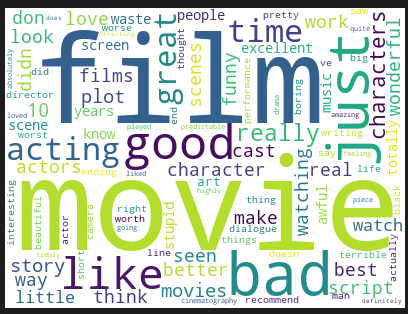 don
love
waste
people
pretty
work
saw
does
worse
directing
look
screen
thought
great
time
excellent
quite
absolutely
didn
did
films
film
scenes
funny
performance
drama
boring
music
ve
big
just
characters
wonderful
director
plot
10
years
end
amazing
loved
scene
worst
know
played
predictable
good
really
writing
totally
acting
cast
say
feeling
actors
ending
liked
character
watching
real
life
art
highly
movie
interesting
beautiful
actor
camera
right
worth
going
stupid
thing
make
dialogue
things
awful
piece
black
watch
actually
simply
short
line
seen
doesn
terrible
story
like
better
bad
best
way
script
little
think
movies
cinematography
recommend
man
definitely